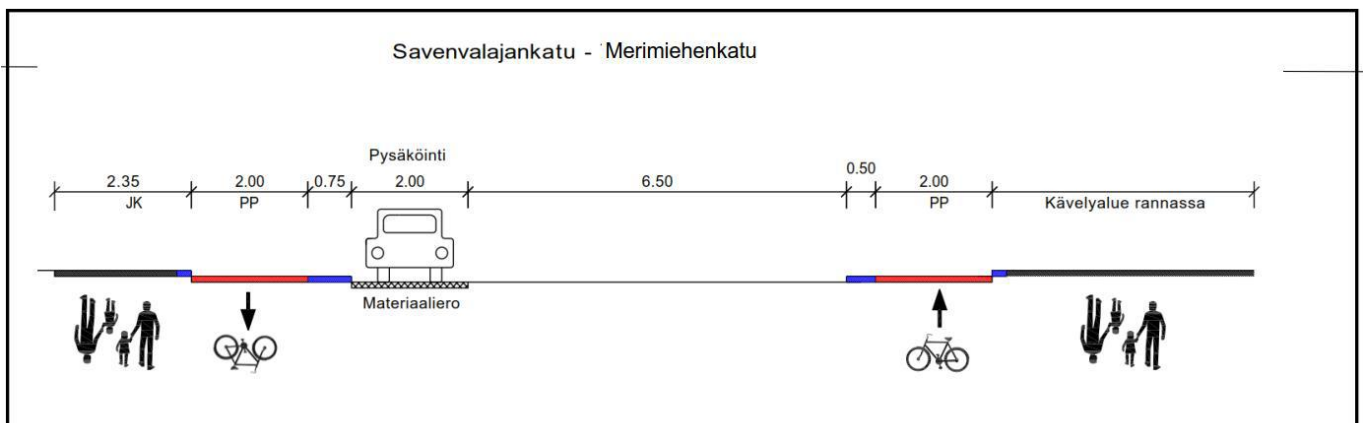 Savenvalajankatu - Merimiehenkatu
Pysäköinti
2.35 2.00 0.75 2.00 6.50 0.50 2.00
JK PP PP Kävelyalue rannassa
Materiaaliero